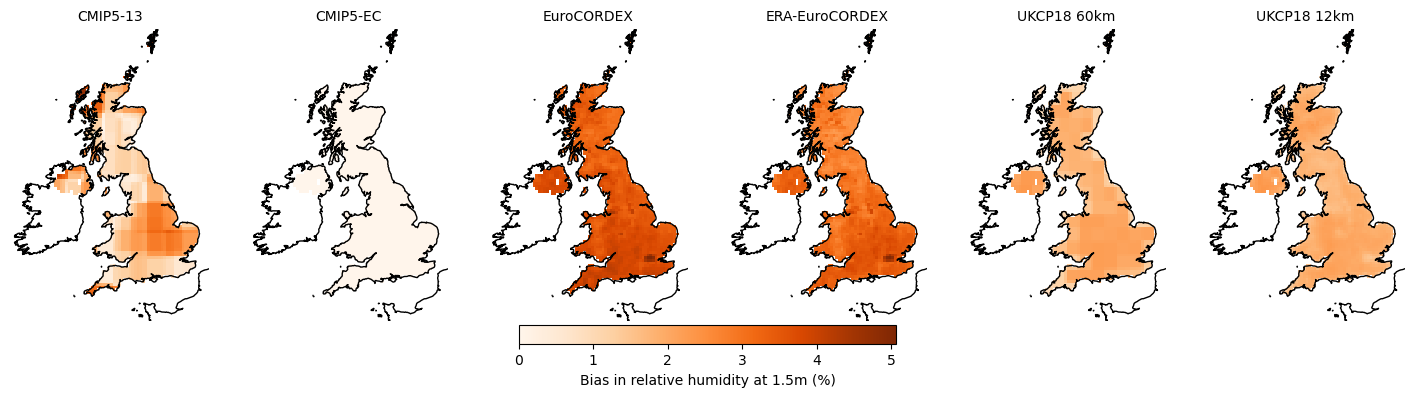 CMIP5-13 CMIP5-EC EuroCORDEX ERA-EuroCORDEX UKCP18 60km UKCP18 12km
0 1 2 3 4 5
Bias in relative humidity at 1.5m (%)